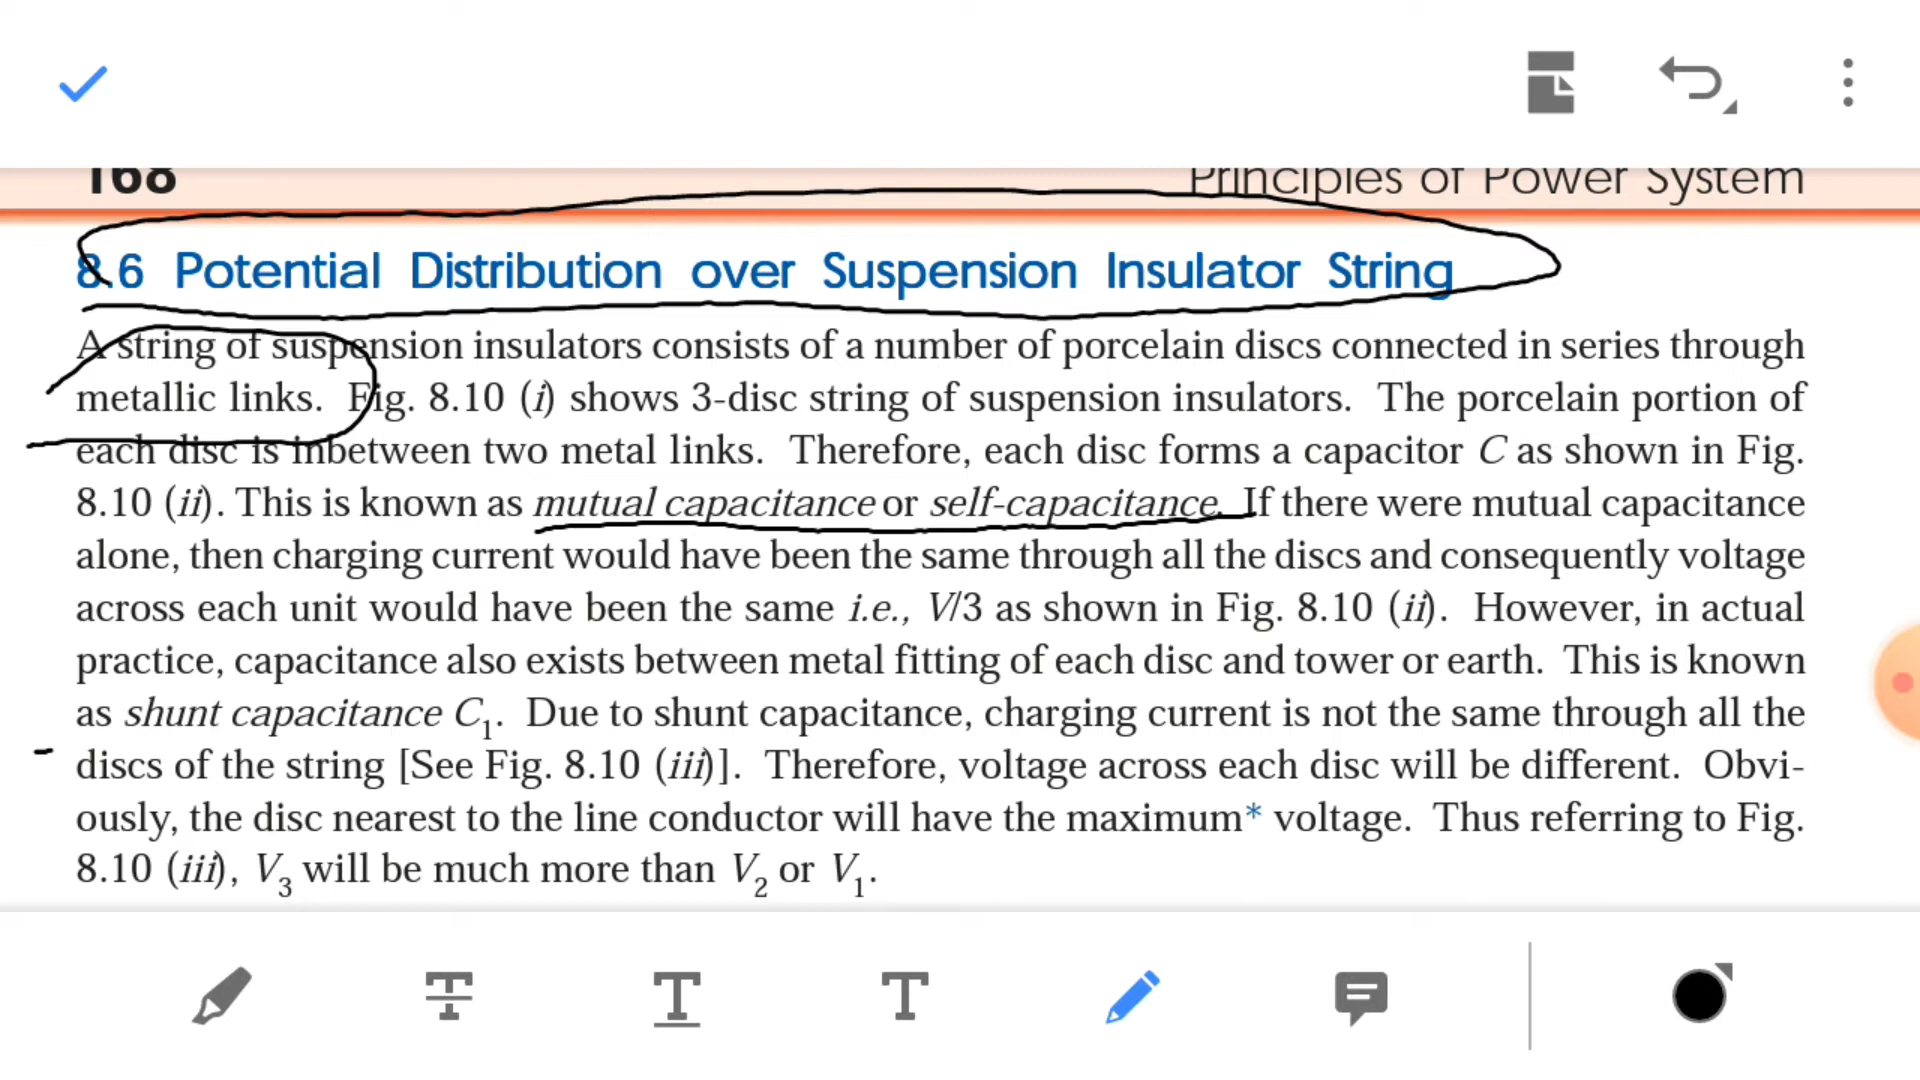 168 Principles of Power System
8.6 Potential Distribution over Suspension Insulator String
A string of suspension insulators consists of a number of porcelain discs connected in series through
metallic links. Fig. 8.10 (i) shows 3-disc string of suspension insulators. The porcelain portion of
each disc is inbetween two metal links. Therefore, each disc forms a capacitor C as shown in Fig.
8.10 (ii). This is known as mutual capacitance or self-capacitance. If there were mutual capacitance
alone, then charging current would have been the same through all the discs and consequently voltage
across each unit would have been the same i.e., V/3 as shown in Fig. 8.10 (ii). However, in actual
practice, capacitance also exists between metal fitting of each disc and tower or earth. This is known
as shunt capacitance C₁. Due to shunt capacitance, charging current is not the same through all the
discs of the string [See Fig. 8.10 (iii)]. Therefore, voltage across each disc will be different. Obvi-
ously, the disc nearest to the line conductor will have the maximum* voltage. Thus referring to Fig.
8.10 (iii), V₃ will be much more than V₂ or V₁.